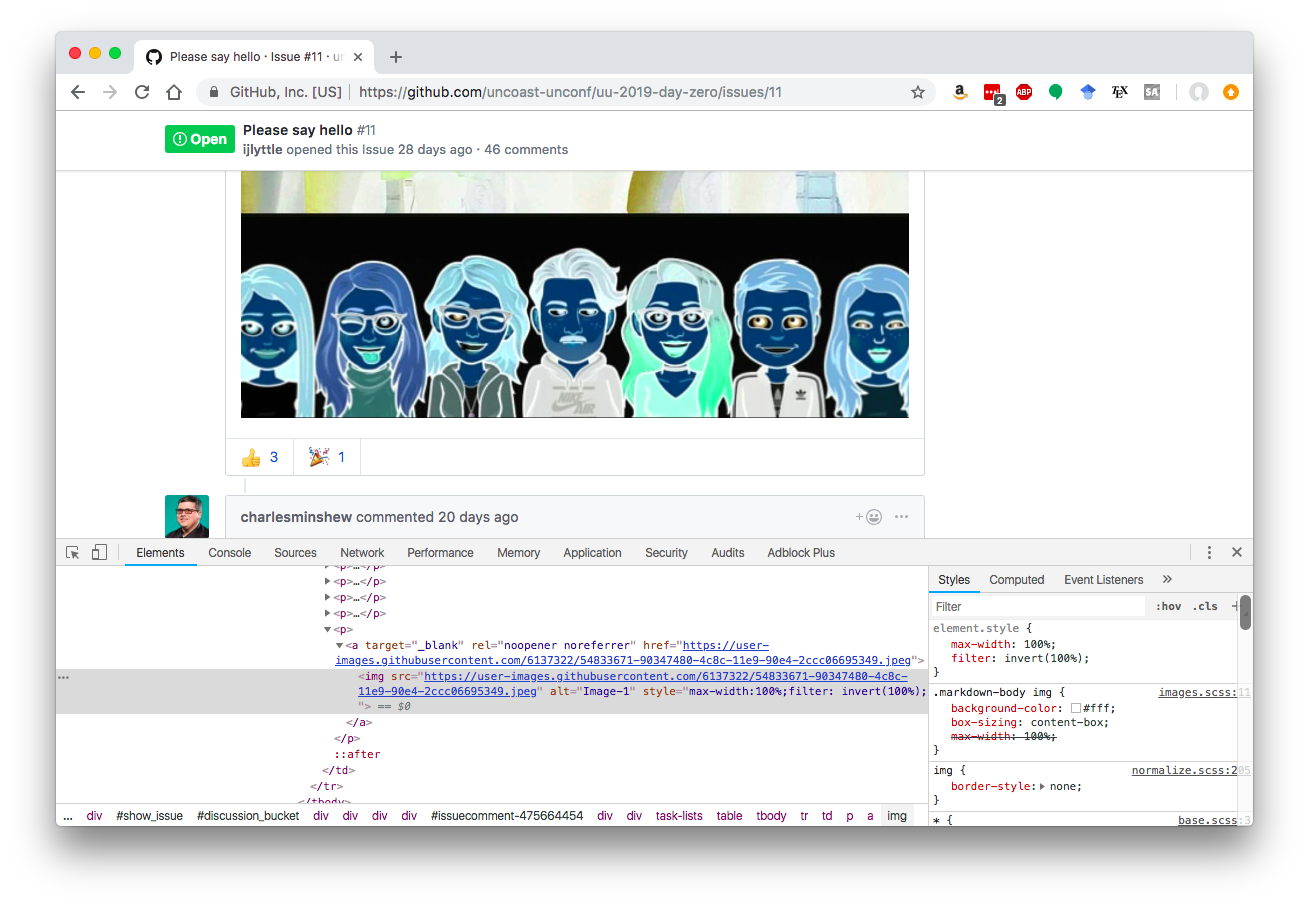 Please say hello · Issue #11 · un
GitHub, Inc. [US] | https://github.com/uncoast-unconf/uu-2019-day-zero/issues/11
a
2
ABP
TEX
SA
Open
Please say hello #11
ijlyttle opened this Issue 28 days ago · 46 comments
NIKE
AIR
adidas
👍 3 🎉 1
charlesminshew commented 20 days ago
Elements Console Sources Network Performance Memory Application Security Audits Adblock Plus
▶<p>…</p>
▶<p>…</p>
▶<p>…</p>
▶<p>…</p>
▼<p>
▼<a target="_blank" rel="noopener noreferrer" href="https://user-
images.githubusercontent.com/6137322/54833671-90347480-4c8c-11e9-90e4-2ccc06695349.jpeg">
<img src="https://user-images.githubusercontent.com/6137322/54833671-90347480-4c8c-
11e9-90e4-2ccc06695349.jpeg" alt="Image-1" style="max-width:100%;filter: invert(100%);
"> == $0
</a>
</p>
::after
</td>
</tr>
</tbody>
… div #show_issue #discussion_bucket div div div div #issuecomment-475664454 div div task-lists table tbody tr td p a img
Styles Computed Event Listeners »
Filter :hov .cls +
element.style {
max-width: 100%;
filter: invert(100%);
}
.markdown-body img { images.scss:11
background-color: #fff;
box-sizing: content-box;
max-width: 100%;
}
img { normalize.scss:205
border-style:▶ none;
}
* { base.scss:3